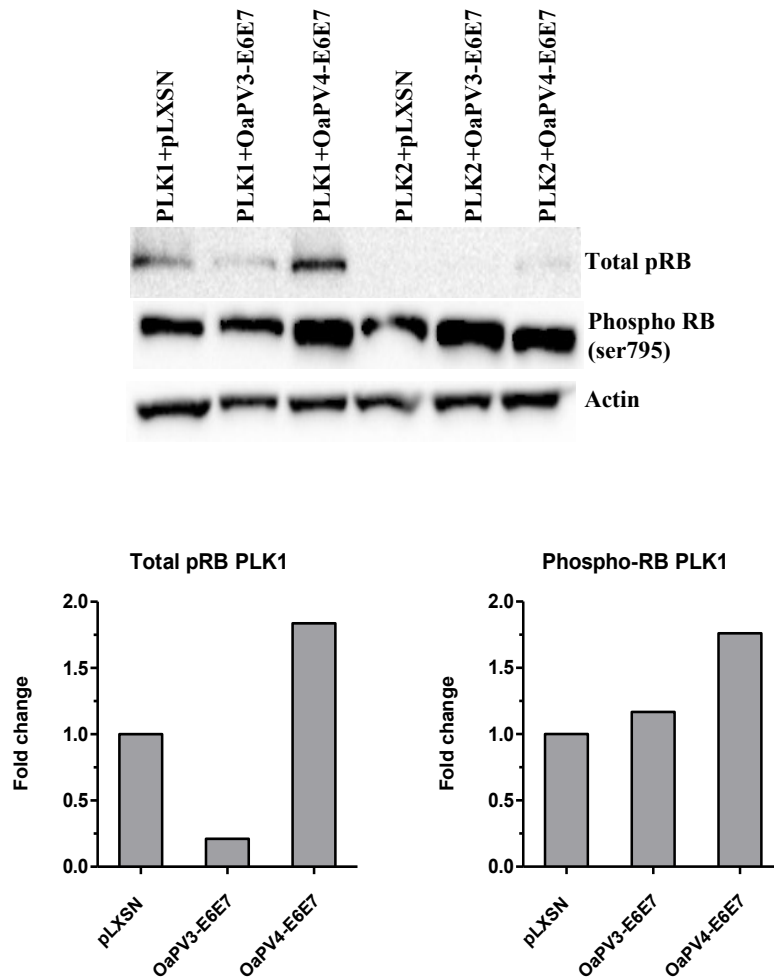 PLK1+pLXSN
PLK1+OaPV3-E6E7
PLK1+OaPV4-E6E7
PLK2+pLXSN
PLK2+OaPV3-E6E7
PLK2+OaPV4-E6E7
Total pRB
Phospho RB
(ser795)
Actin
Total pRB PLK1
Fold change
2.0
1.5
1.0
0.5
0.0
pLXSN
OaPV3-E6E7
OaPV4-E6E7
Phospho-RB PLK1
Fold change
2.0
1.5
1.0
0.5
0.0
pLXSN
OaPV3-E6E7
OaPV4-E6E7